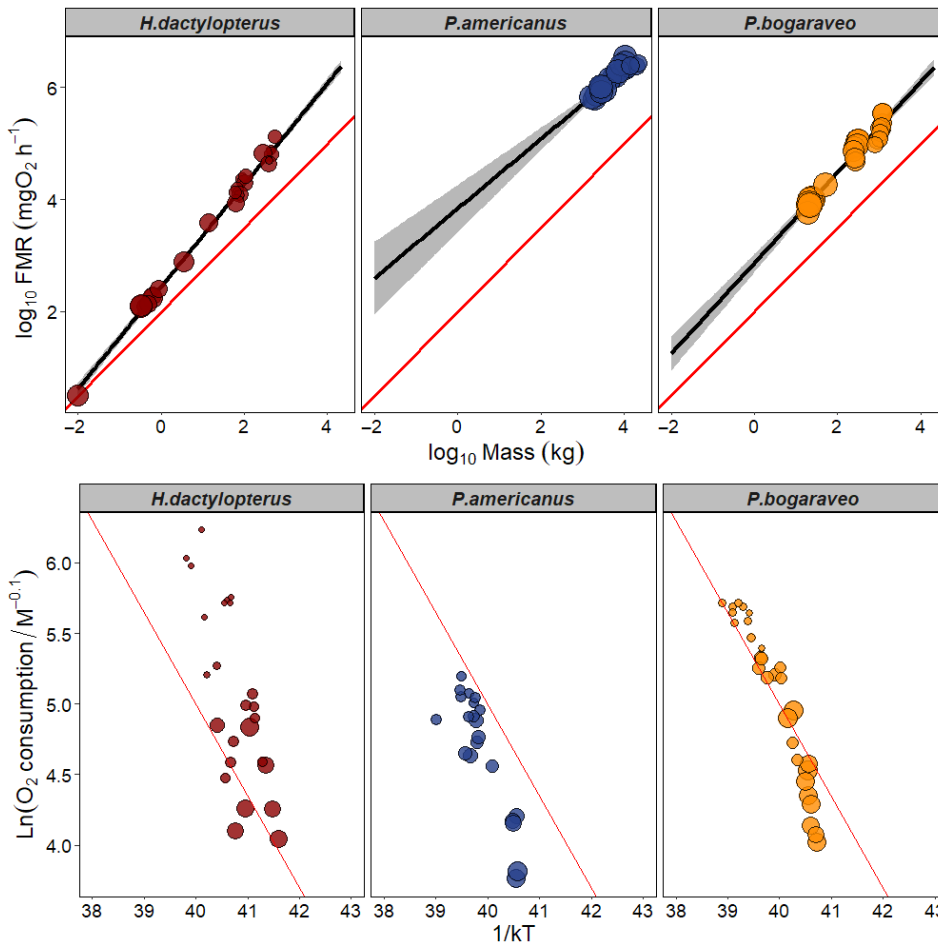 H.dactylopterus P.americanus P.bogaraveo
log₁₀ FMR (mgO₂ h⁻¹)
6
4
2
−2 0 2 4 −2 0 2 4 −2 0 2 4
log₁₀ Mass (kg)
H.dactylopterus P.americanus P.bogaraveo
Ln(O₂ consumption / M⁻⁰·¹)
6.0
5.5
5.0
4.5
4.0
38 39 40 41 42 43 38 39 40 41 42 43 38 39 40 41 42 43
1/kT